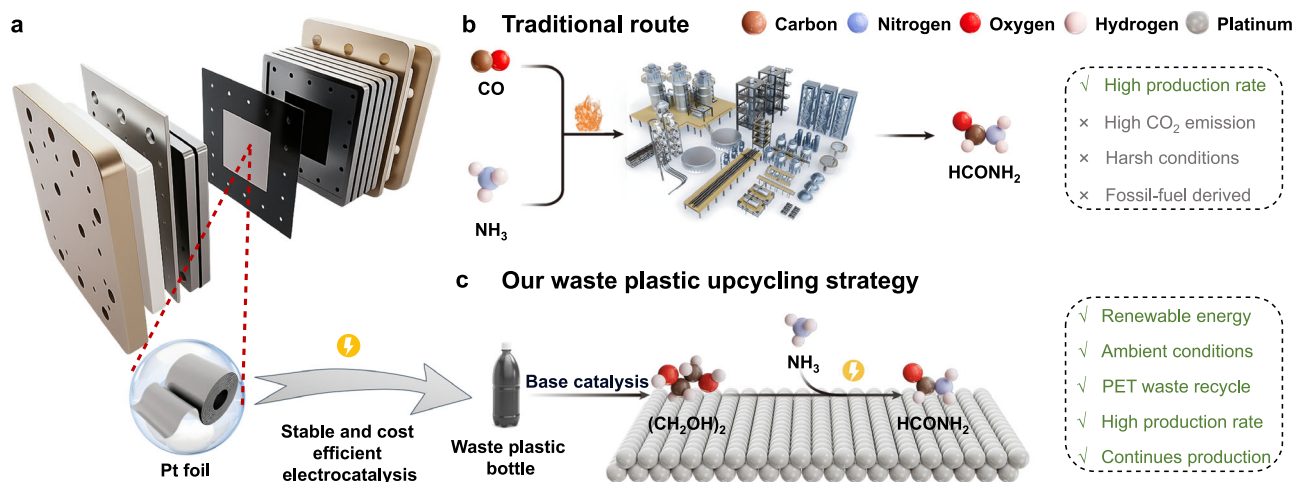 a
Pt foil
Stable and cost
efficient
electrocatalysis
Waste plastic
bottle
b Traditional route
Carbon Nitrogen Oxygen Hydrogen Platinum
CO
NH₃
HCONH₂
√ High production rate
× High CO₂ emission
× Harsh conditions
× Fossil-fuel derived
c Our waste plastic upcycling strategy
Base catalysis
(CH₂OH)₂
NH₃
HCONH₂
√ Renewable energy
√ Ambient conditions
√ PET waste recycle
√ High production rate
√ Continues production